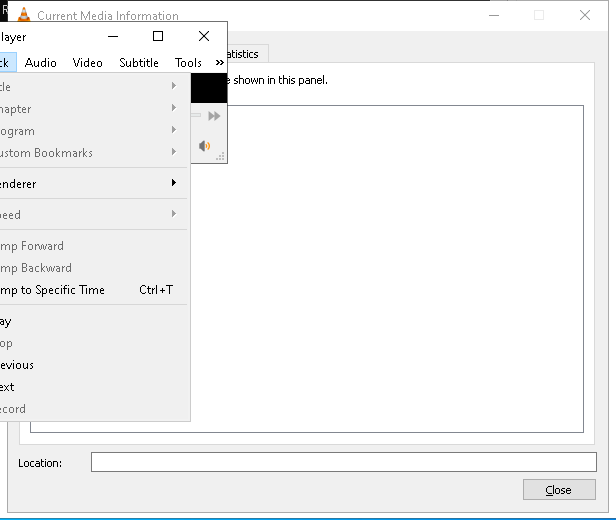 R
Current Media Information
layer
ck Audio Video Subtitle Tools »
atistics
tle
e shown in this panel.
hapter
ogram
ustom Bookmarks
enderer
peed
mp Forward
mp Backward
mp to Specific Time Ctrl+T
ay
op
evious
ext
ecord
Location:
Close